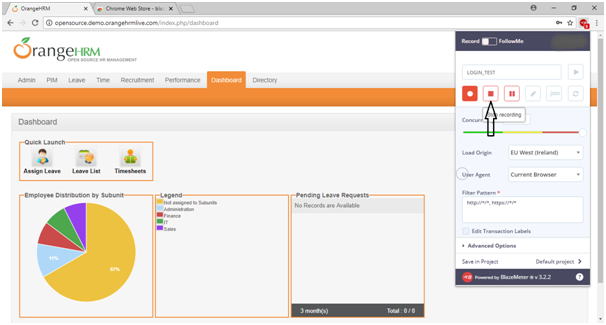 OrangeHRM
Chrome Web Store - bla
opensource.demo.orangehrmlive.com/index.php/dashboard
OrangeHRM
OPEN SOURCE HR MANAGEMENT
Admin PIM Leave Time Recruitment Performance Dashboard Directory
Dashboard
Quick Launch
Assign Leave Leave List Timesheets
Employee Distribution by Subunit
Legend
Pending Leave Requests
Not assigned to Subunits
Administration
Finance
IT
Sales
No Records are Available
67%
11%
3 month(s) Total : 0 / 0
Record FollowMe
LOGIN_TEST
jmx
recording
Concur
Load Origin EU West (Ireland)
User Agent Current Browser
Filter Pattern *
http://*/*, https://*/*
Edit Transaction Labels
Advanced Options
Save in Project Default project
Powered by BlazeMeter ® v 3.2.2 ?